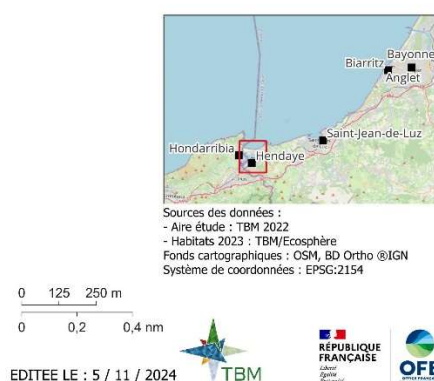 Bayonne
Biarritz
Anglet
Saint-Jean-de-Luz
Hondarribia
Hendaye
Sources des données :
- Aire étude : TBM 2022
- Habitats 2023 : TBM/Ecosphère
Fonds cartographiques : OSM, BD Ortho ®IGN
Système de coordonnées : EPSG:2154
0 125 250 m
0 0,2 0,4 nm
EDITEE LE : 5 / 11 / 2024
TBM
RÉPUBLIQUE
FRANÇAISE
Liberté
Égalité
OFB